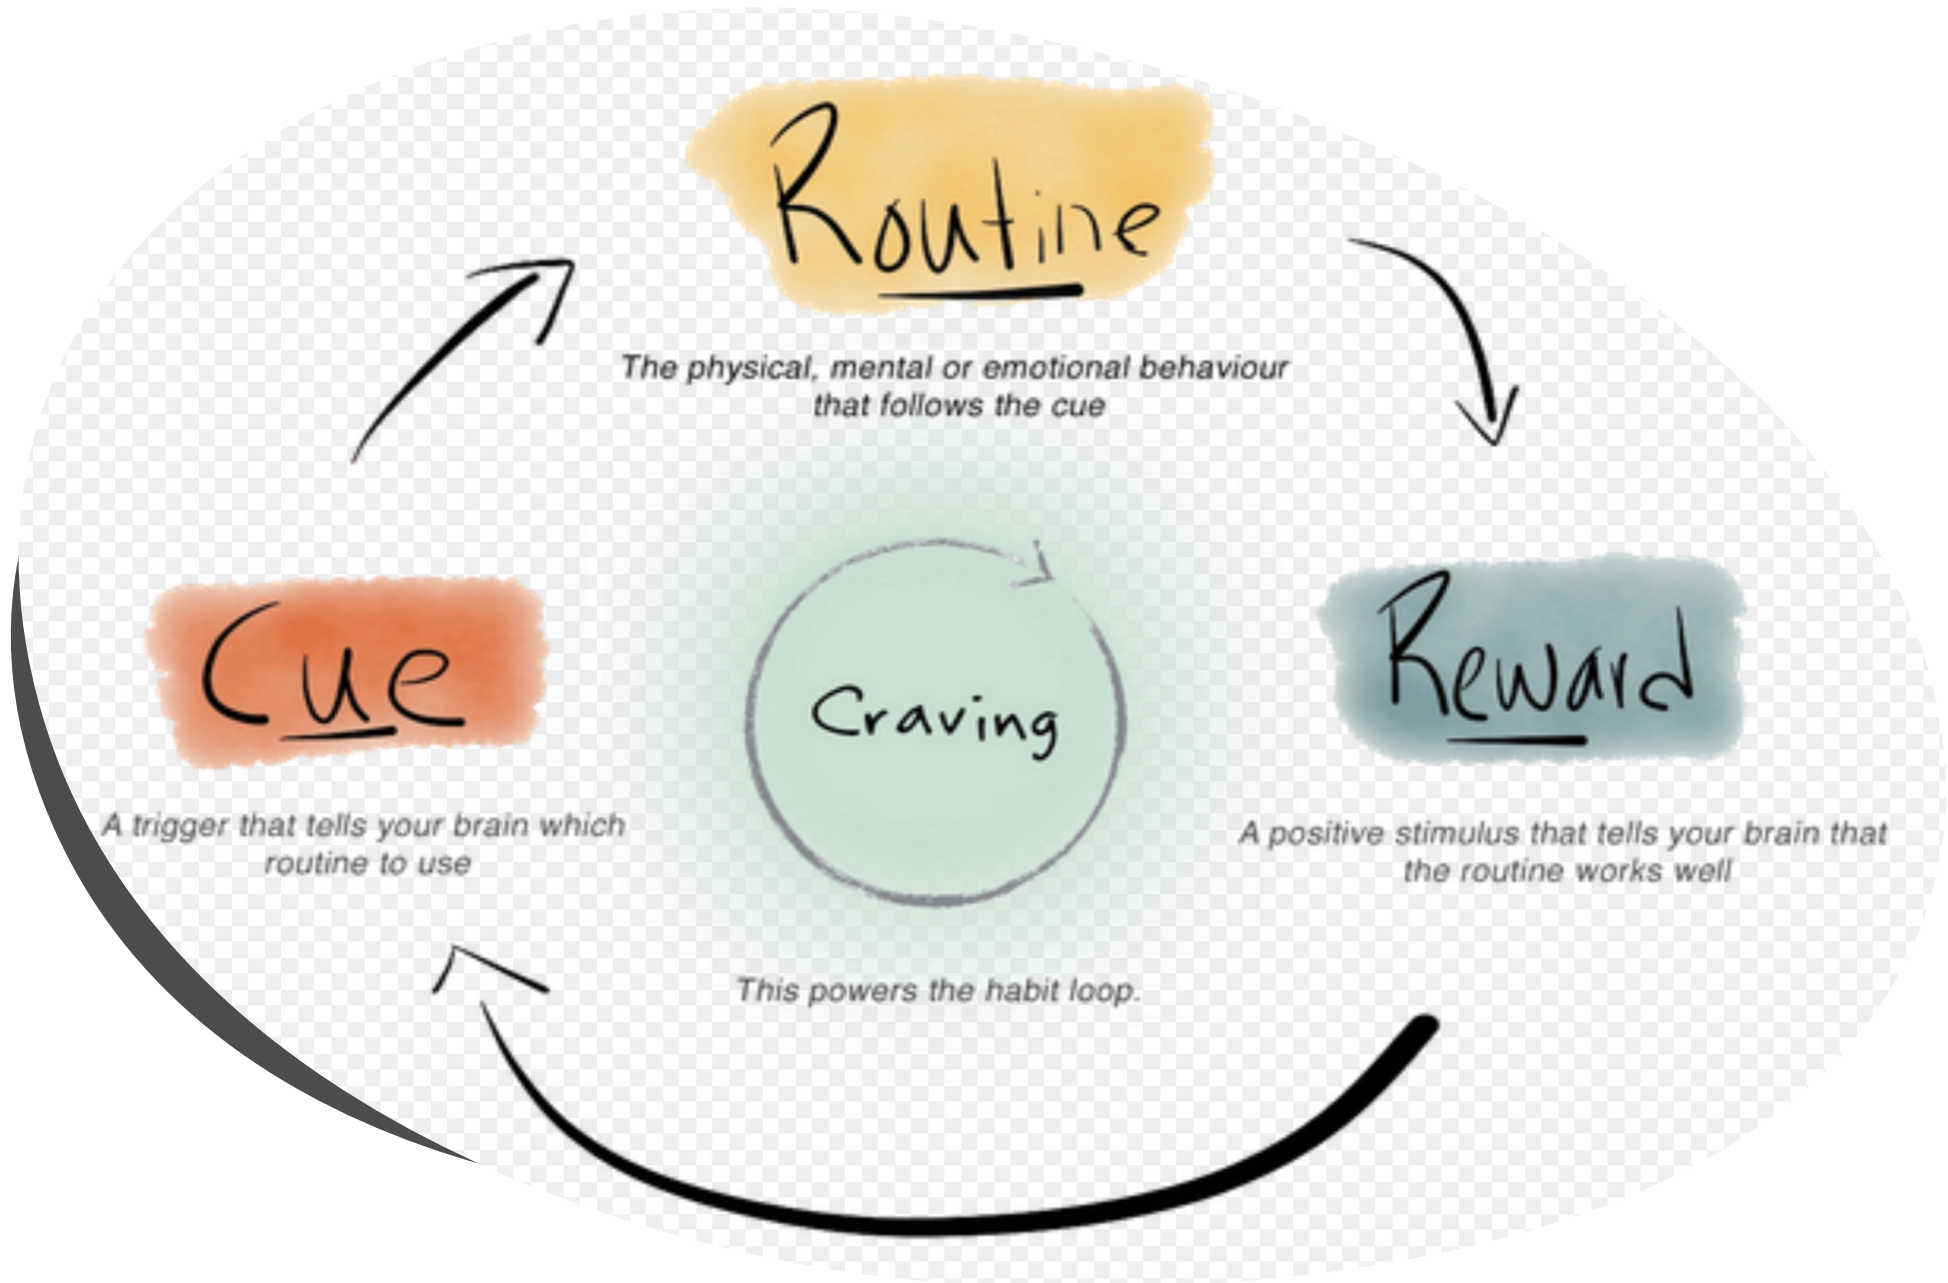 Routine
The physical, mental or emotional behaviour
that follows the cue
Cue
A trigger that tells your brain which
routine to use
Craving
This powers the habit loop.
Reward
A positive stimulus that tells your brain that
the routine works well